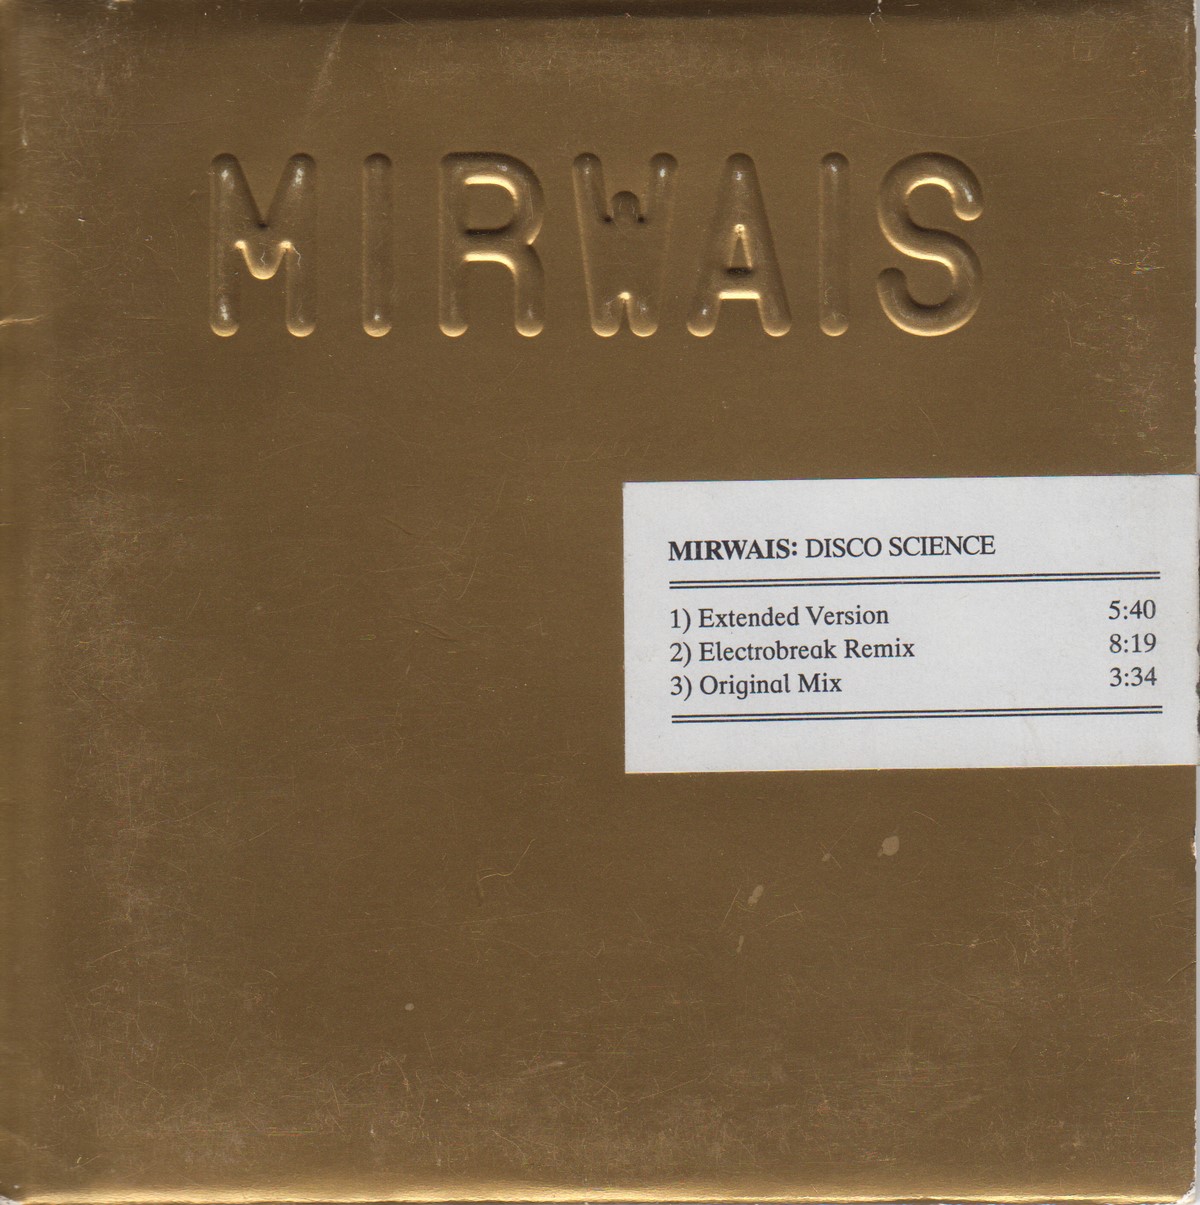 MIRWAIS
MIRWAIS: DISCO SCIENCE
1) Extended Version 5:40
2) Electrobreak Remix 8:19
3) Original Mix 3:34